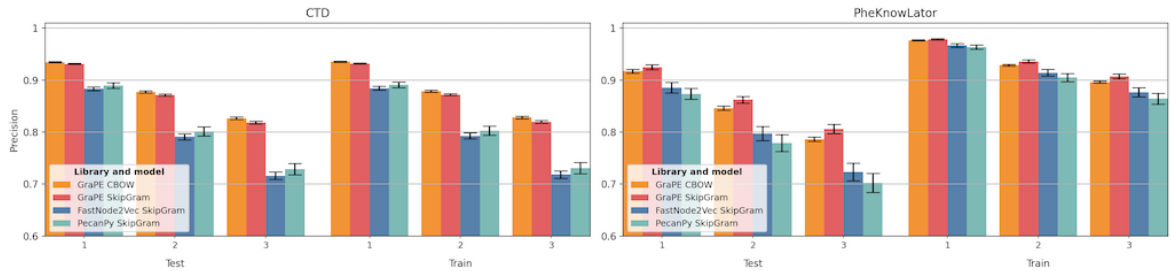 CTD
Precision
1
0.9
0.8
0.7
0.6
Library and model
GraPE CBOW
GraPE SkipGram
FastNode2Vec SkipGram
PecanPy SkipGram
1 2 3 1 2 3
Test Train
PheKnowLator
1
0.9
0.8
0.7
0.6
Library and model
GraPE CBOW
GraPE SkipGram
FastNode2Vec SkipGram
PecanPy SkipGram
1 2 3 1 2 3
Test Train